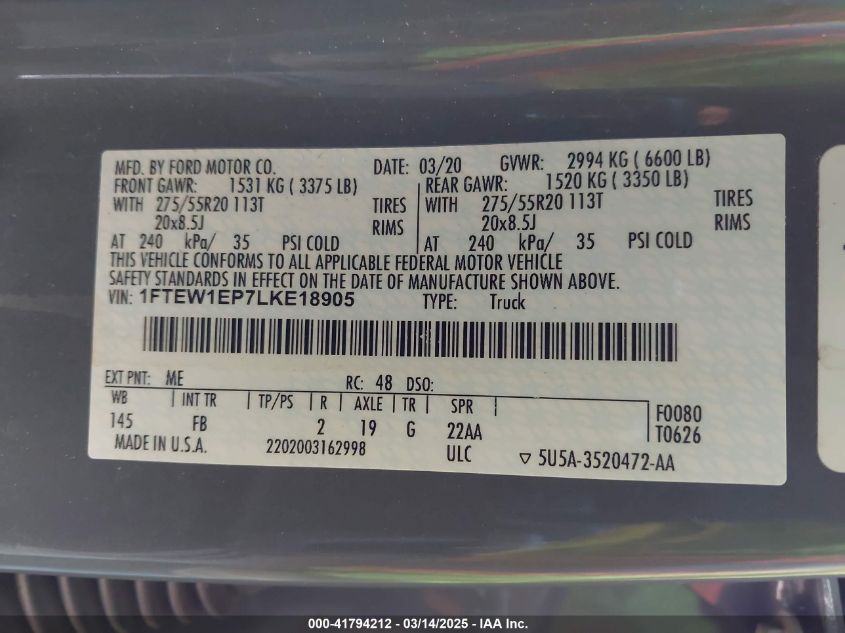 MFD. BY FORD MOTOR CO. DATE: 03/20 GVWR: 2994 KG ( 6600 LB)
FRONT GAWR: 1531 KG ( 3375 LB) REAR GAWR: 1520 KG ( 3350 LB)
WITH 275/55R20 113T TIRES WITH 275/55R20 113T TIRES
20x8.5J RIMS 20x8.5J RIMS
AT 240 kPa/ 35 PSI COLD AT 240 kPa/ 35 PSI COLD
THIS VEHICLE CONFORMS TO ALL APPLICABLE FEDERAL MOTOR VEHICLE
SAFETY STANDARDS IN EFFECT ON THE DATE OF MANUFACTURE SHOWN ABOVE.
VIN: 1FTEW1EP7LKE18905 TYPE: Truck
EXT PNT: ME RC: 48 DSO:
WB INT TR TP/PS R AXLE TR SPR F0080
145 FB 2 19 G 22AA T0626
MADE IN U.S.A. 2202003162998 ULC ▽ 5U5A-3520472-AA
000-41794212 - 03/14/2025 - IAA Inc.